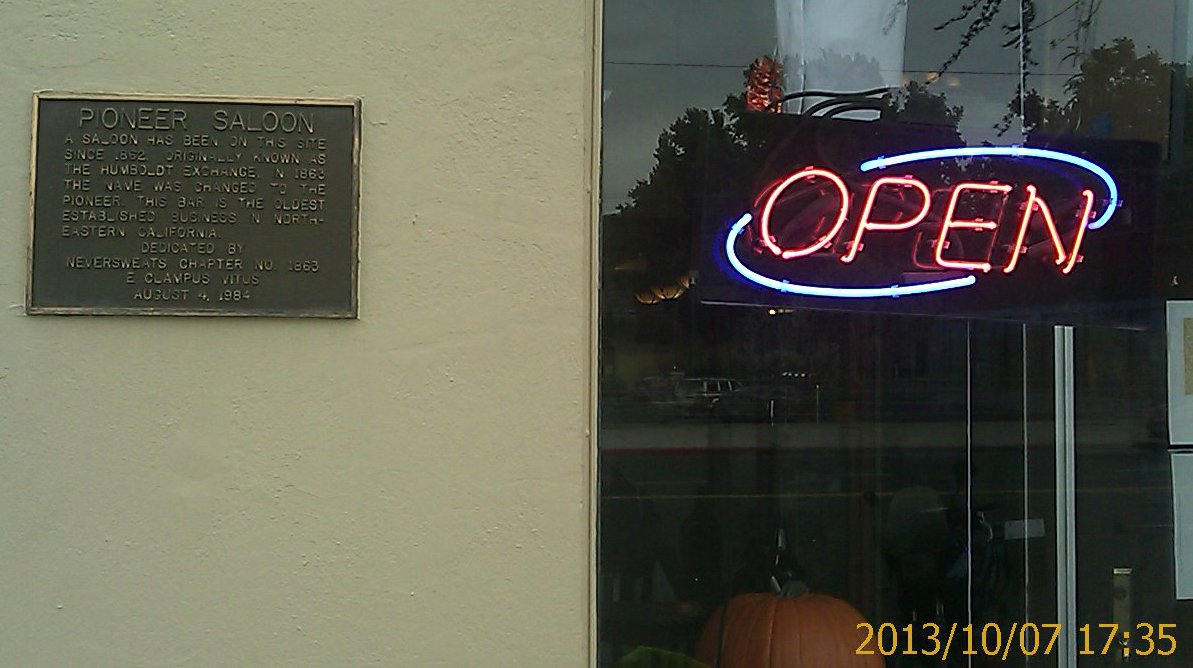 PIONEER SALOON
A SALOON HAS BEEN ON THIS SITE
SINCE 1862. ORIGINALLY KNOWN AS
THE HUMBOLDT EXCHANGE. IN 1863
THE NAME WAS CHANGED TO THE
PIONEER. THIS BAR IS THE OLDEST
ESTABLISHED BUSINESS IN NORTH-
EASTERN CALIFORNIA.
DEDICATED BY
NEVERSWEATS CHAPTER NO. 1863
E CLAMPUS VITUS
AUGUST 4, 1984
OPEN
2013/10/07 17:35